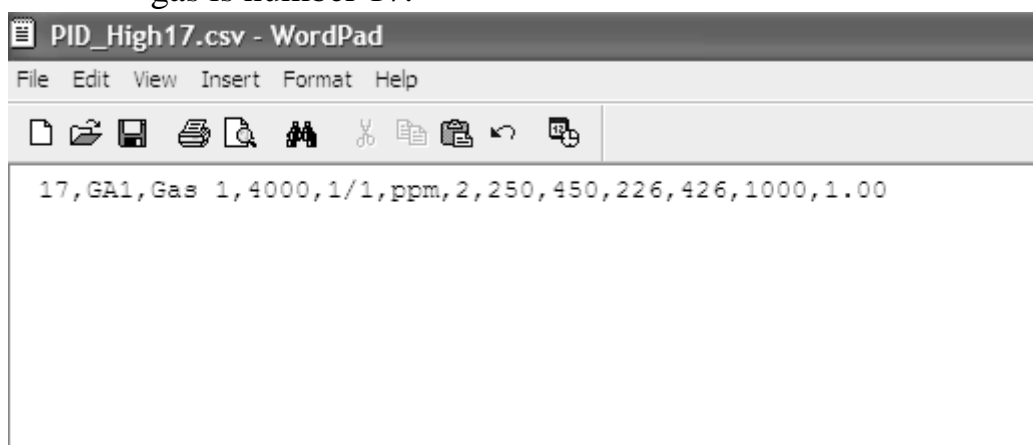 gas is number 17.
PID_High17.csv - WordPad
File Edit View Insert Format Help
17,GA1,Gas 1,4000,1/1,ppm,2,250,450,226,426,1000,1.00